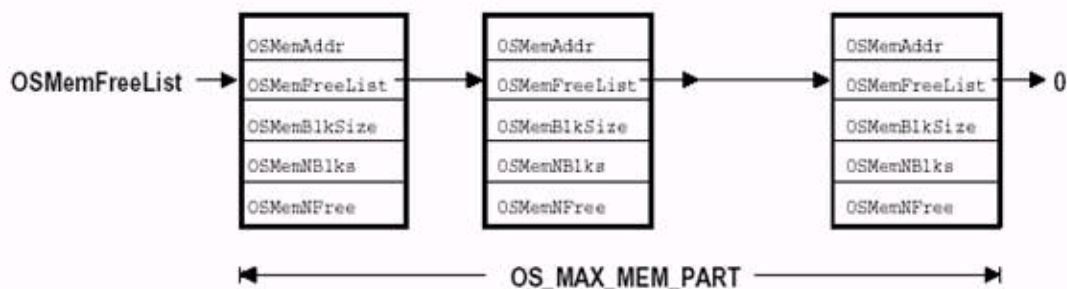 OSMemAddr OSMemAddr OSMemAddr
OSMemFreeList OSMemFreeList OSMemFreeList OSMemFreeList 0
OSMemBlkSize OSMemBlkSize OSMemBlkSize
OSMemNBlks OSMemNBlks OSMemNBlks
OSMemNFree OSMemNFree OSMemNFree
OS_MAX_MEM_PART